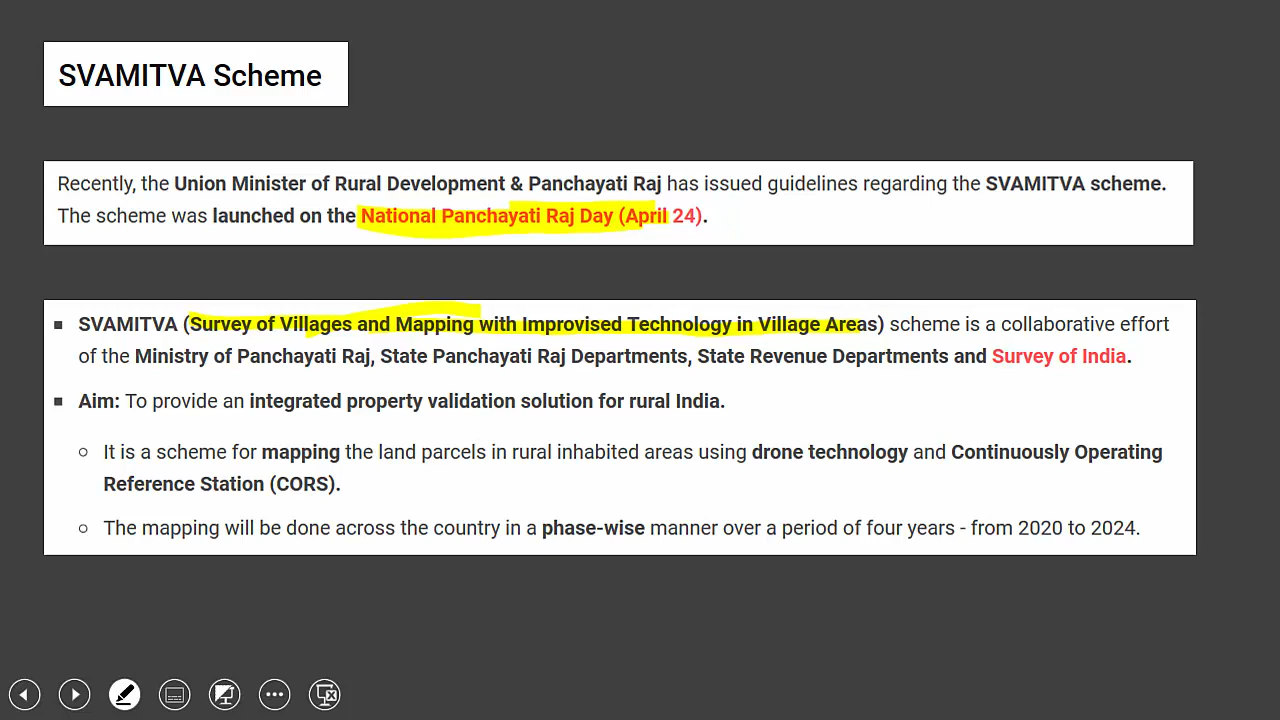 SVAMITVA Scheme
Recently, the Union Minister of Rural Development & Panchayati Raj has issued guidelines regarding the SVAMITVA scheme.
The scheme was launched on the National Panchayati Raj Day (April 24).
▪ SVAMITVA (Survey of Villages and Mapping with Improvised Technology in Village Areas) scheme is a collaborative effort
of the Ministry of Panchayati Raj, State Panchayati Raj Departments, State Revenue Departments and Survey of India.
▪ Aim: To provide an integrated property validation solution for rural India.
○ It is a scheme for mapping the land parcels in rural inhabited areas using drone technology and Continuously Operating
Reference Station (CORS).
○ The mapping will be done across the country in a phase-wise manner over a period of four years - from 2020 to 2024.